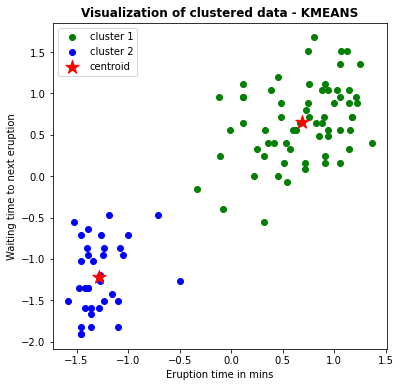 Visualization of clustered data - KMEANS
cluster 1
cluster 2
centroid
Waiting time to next eruption
1.5
1.0
0.5
0.0
−0.5
−1.0
−1.5
−2.0
−1.5 −1.0 −0.5 0.0 0.5 1.0 1.5
Eruption time in mins